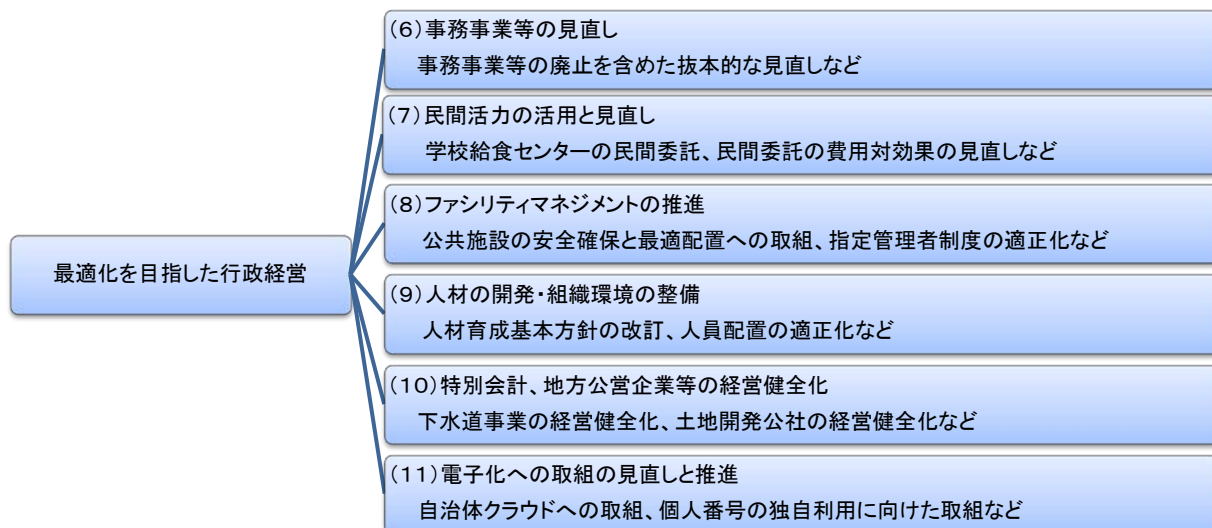 (6)事務事業等の見直し
事務事業等の廃止を含めた抜本的な見直しなど
(7)民間活力の活用と見直し
学校給食センターの民間委託、民間委託の費用対効果の見直しなど
(8)ファシリティマネジメントの推進
公共施設の安全確保と最適配置への取組、指定管理者制度の適正化など
最適化を目指した行政経営
(9)人材の開発・組織環境の整備
人材育成基本方針の改訂、人員配置の適正化など
(10)特別会計、地方公営企業等の経営健全化
下水道事業の経営健全化、土地開発公社の経営健全化など
(11)電子化への取組の見直しと推進
自治体クラウドへの取組、個人番号の独自利用に向けた取組など